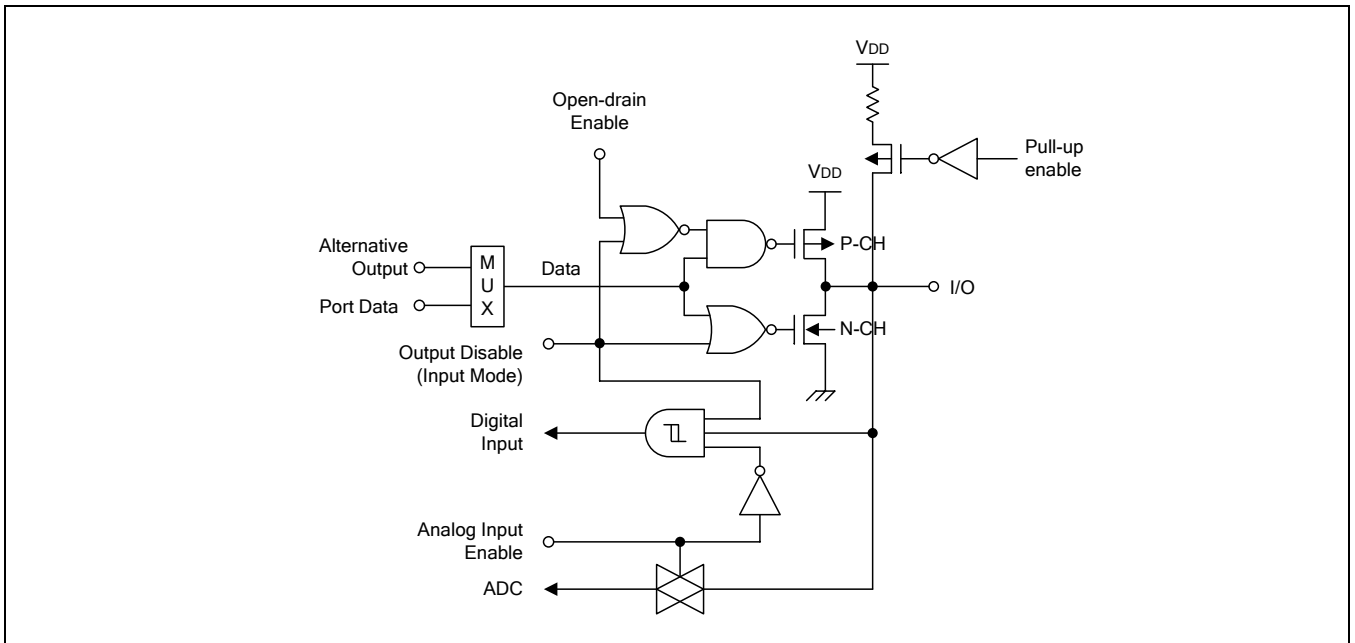 VDD
Open-drain
Enable
Pull-up
enable
VDD
Alternative
Output
M
U
X
Data
P-CH
Port Data
I/O
N-CH
Output Disable
(Input Mode)
Digital
Input
Analog Input
Enable
ADC